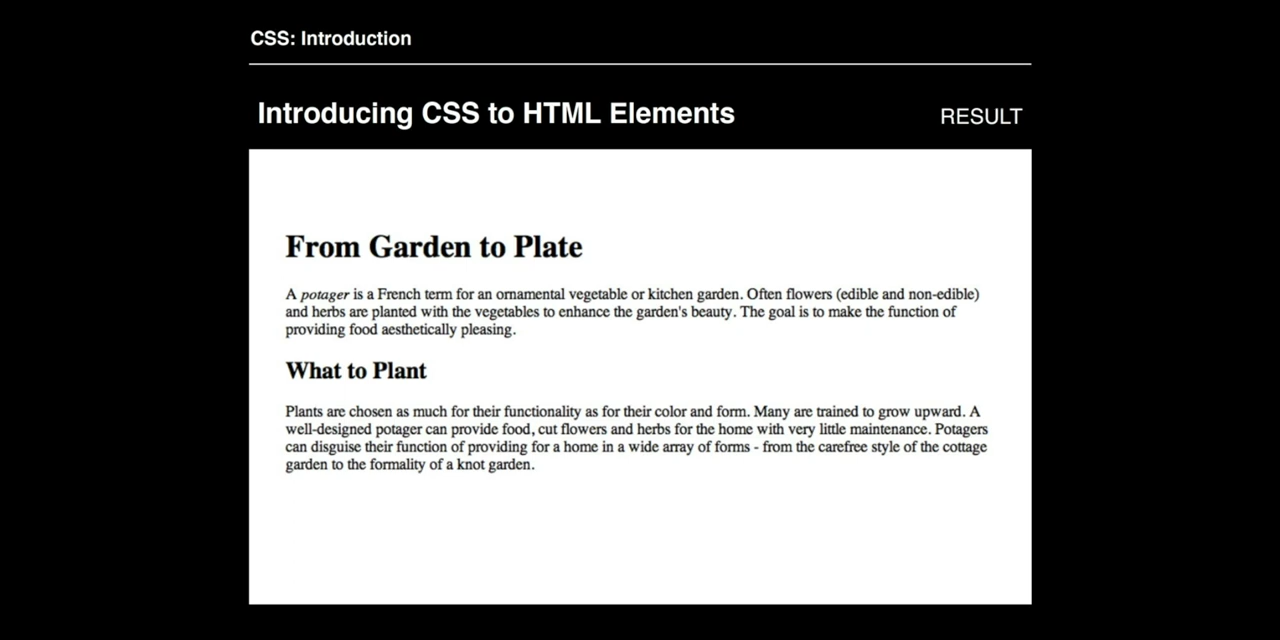 CSS: Introduction
Introducing CSS to HTML Elements
RESULT
From Garden to Plate
A potager is a French term for an ornamental vegetable or kitchen garden. Often flowers (edible and non-edible)
and herbs are planted with the vegetables to enhance the garden's beauty. The goal is to make the function of
providing food aesthetically pleasing.
What to Plant
Plants are chosen as much for their functionality as for their color and form. Many are trained to grow upward. A
well-designed potager can provide food, cut flowers and herbs for the home with very little maintenance. Potagers
can disguise their function of providing for a home in a wide array of forms - from the carefree style of the cottage
garden to the formality of a knot garden.